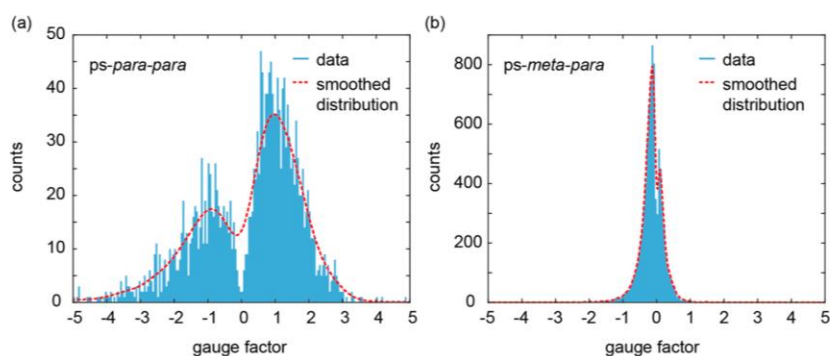 (a)
ps-para-para
data
smoothed
distribution
counts
50
40
30
20
10
0
-5 -4 -3 -2 -1 0 1 2 3 4 5
gauge factor
(b)
ps-meta-para
data
smoothed
distribution
counts
800
600
400
200
0
-5 -4 -3 -2 -1 0 1 2 3 4 5
gauge factor